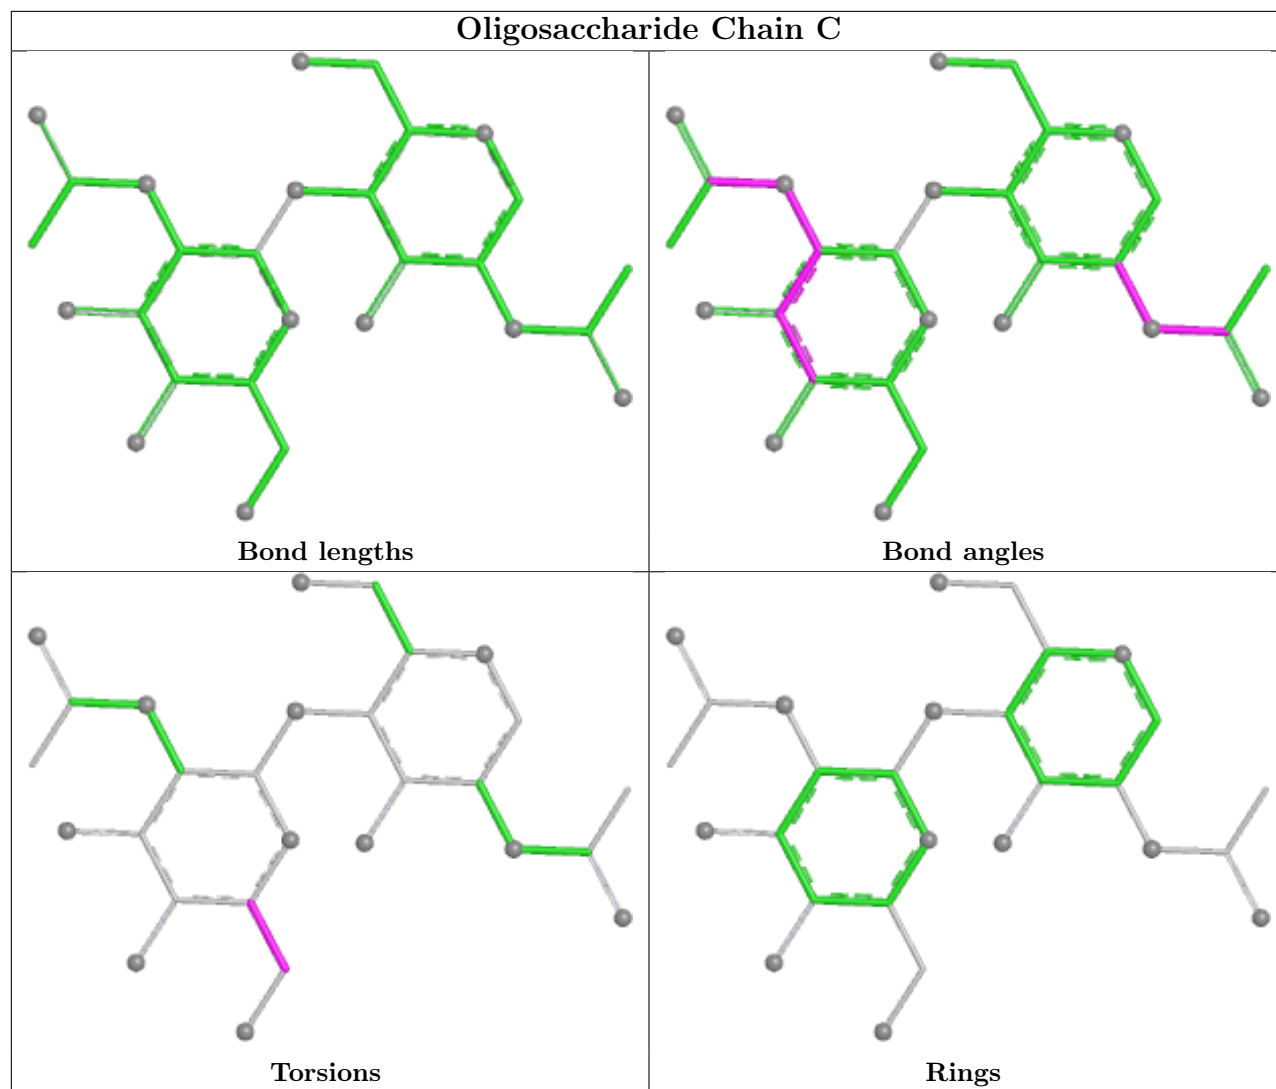 Oligosaccharide Chain C
Bond lengths
Bond angles
Torsions
Rings